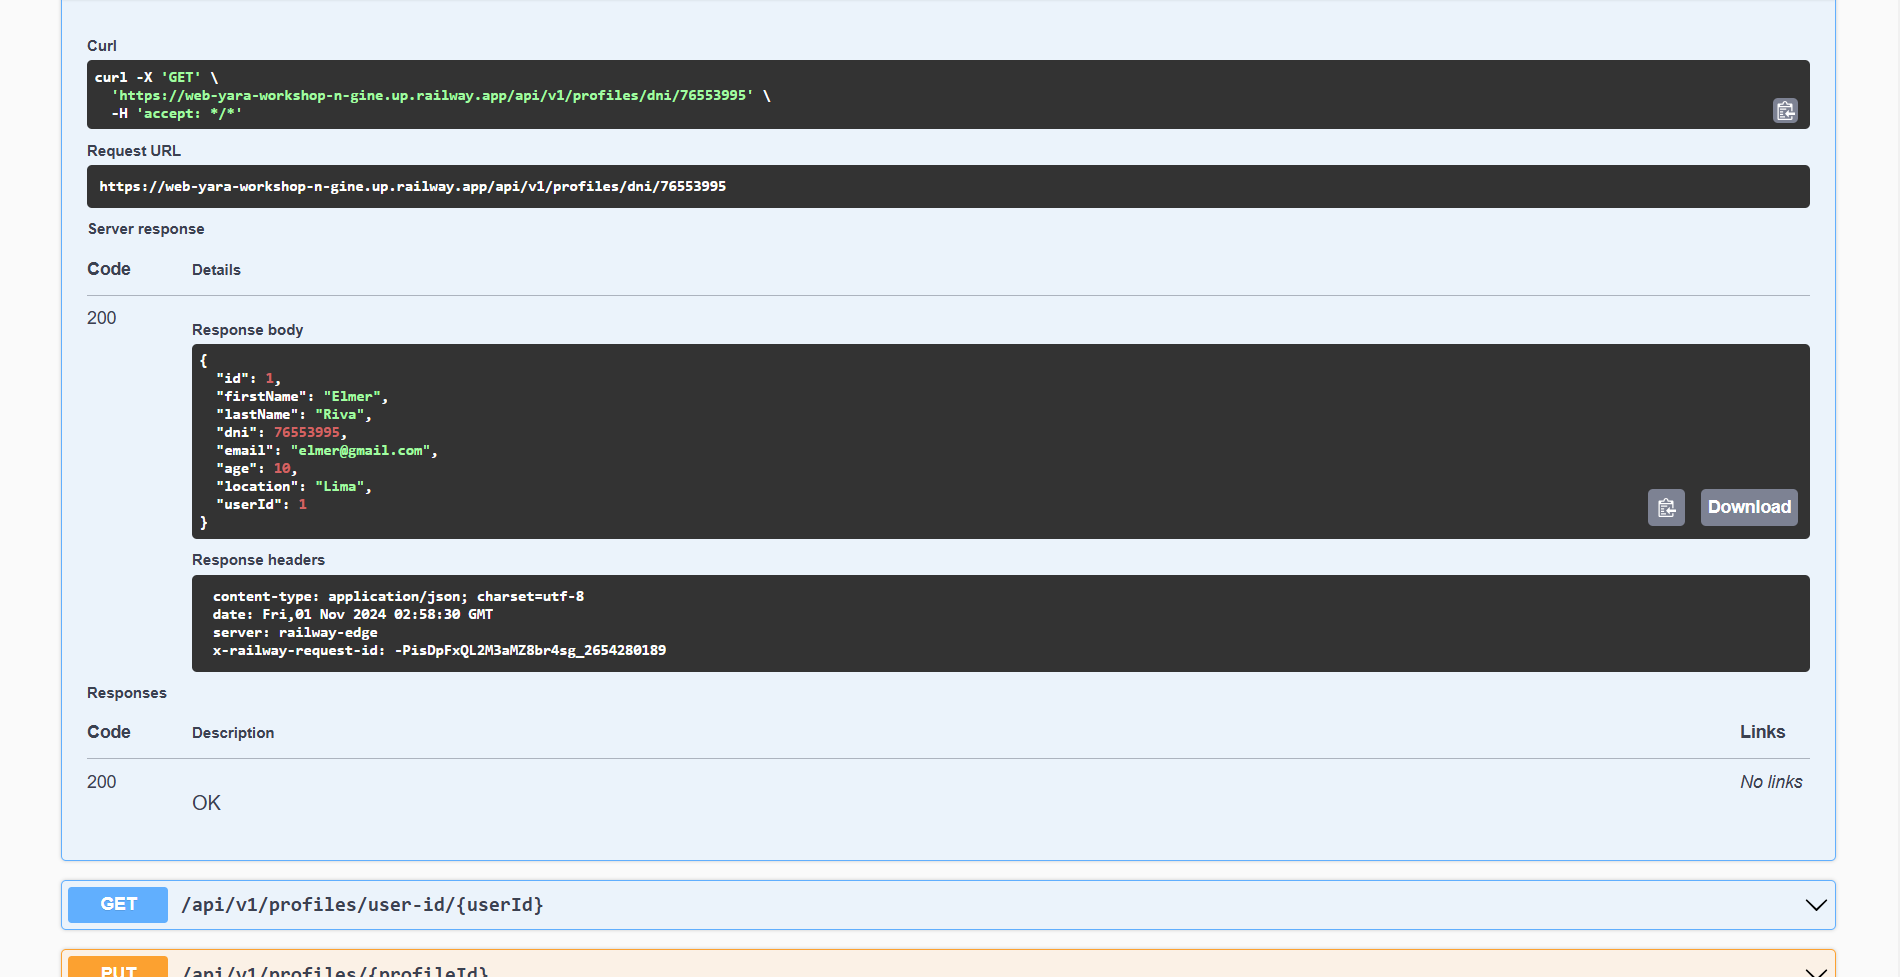 Curl
curl -X 'GET' \
'https://web-yara-workshop-n-gine.up.railway.app/api/v1/profiles/dni/76553995' \
-H 'accept: */*'
Request URL
https://web-yara-workshop-n-gine.up.railway.app/api/v1/profiles/dni/76553995
Server response
Code Details
200
Response body
{
"id": 1,
"firstName": "Elmer",
"lastName": "Riva",
"dni": 76553995,
"email": "elmer@gmail.com",
"age": 10,
"location": "Lima",
"userId": 1
}
Download
Response headers
content-type: application/json; charset=utf-8
date: Fri,01 Nov 2024 02:58:30 GMT
server: railway-edge
x-railway-request-id: -PisDpFxQL2M3aMZ8br4sg_2654280189
Responses
Code Description Links
200 No links
OK
GET /api/v1/profiles/user-id/{userId}
PUT /api/v1/profiles/{profileId}